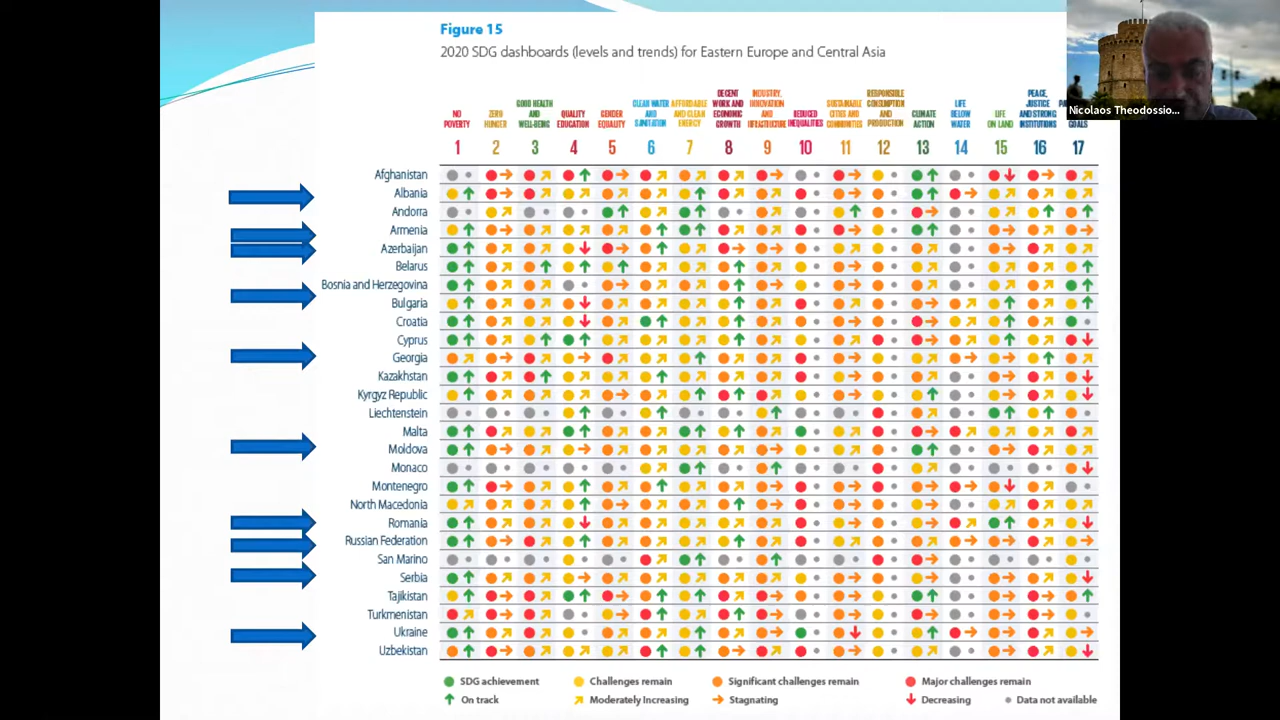 Figure 15
2020 SDG dashboards (levels and trends) for Eastern Europe and Central Asia
Nicolaos Theodossio...
NO POVERTY
ZERO HUNGER
GOOD HEALTH AND WELL-BEING
QUALITY EDUCATION
GENDER EQUALITY
CLEAN WATER AND SANITATION
AFFORDABLE AND CLEAN ENERGY
DECENT WORK AND ECONOMIC GROWTH
INDUSTRY, INNOVATION AND INFRASTRUCTURE
REDUCED INEQUALITIES
SUSTAINABLE CITIES AND COMMUNITIES
RESPONSIBLE CONSUMPTION AND PRODUCTION
CLIMATE ACTION
LIFE BELOW WATER
LIFE ON LAND
PEACE, JUSTICE AND STRONG INSTITUTIONS
GOALS
1 2 3 4 5 6 7 8 9 10 11 12 13 14 15 16 17
Afghanistan
Albania
Andorra
Armenia
Azerbaijan
Belarus
Bosnia and Herzegovina
Bulgaria
Croatia
Cyprus
Georgia
Kazakhstan
Kyrgyz Republic
Liechtenstein
Malta
Moldova
Monaco
Montenegro
North Macedonia
Romania
Russian Federation
San Marino
Serbia
Tajikistan
Turkmenistan
Ukraine
Uzbekistan
SDG achievement Challenges remain Significant challenges remain Major challenges remain
On track Moderately Increasing Stagnating Decreasing Data not available